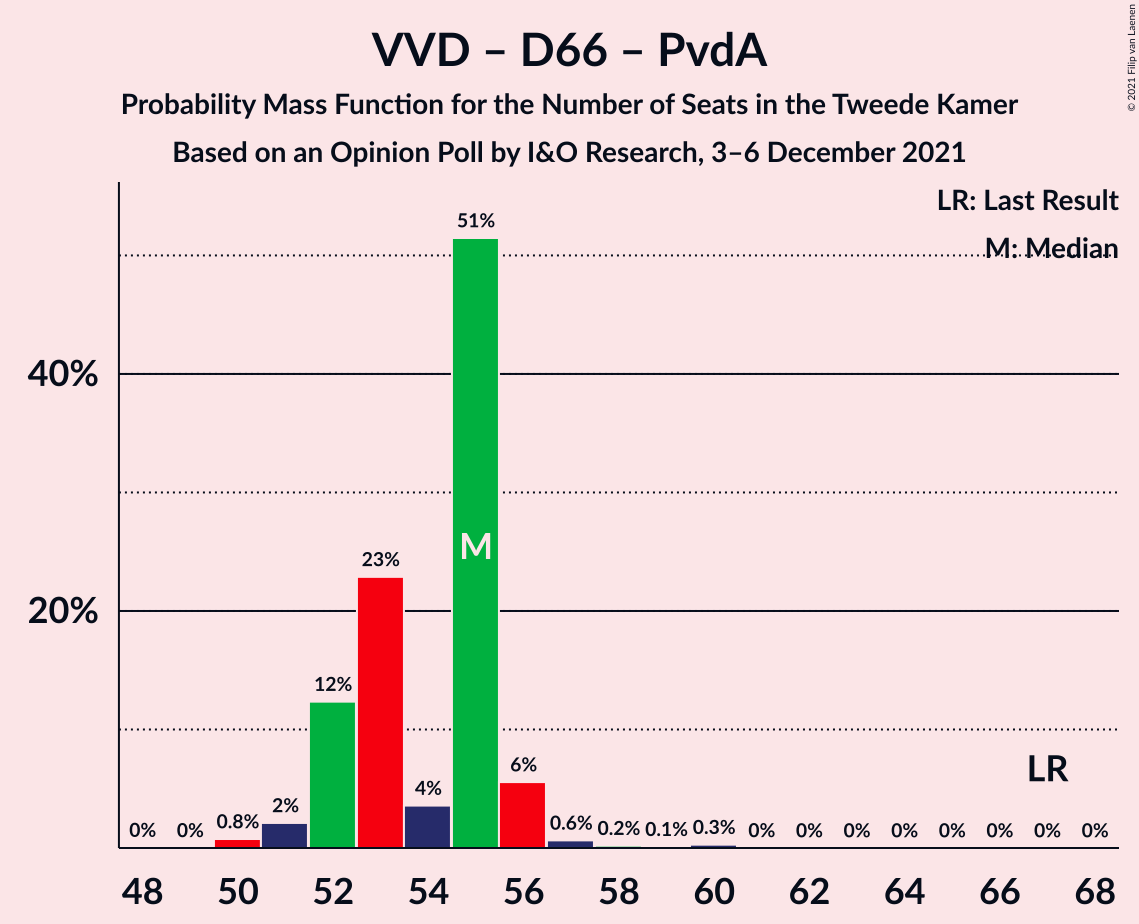 VVD – D66 – PvdA
Probability Mass Function for the Number of Seats in the Tweede Kamer
Based on an Opinion Poll by I&O Research, 3–6 December 2021
© 2021 Filip van Laenen
LR: Last Result
M: Median
40%
20%
0% 0% 0.8% 2% 12% 23% 4% 51% 6% 0.6% 0.2% 0.1% 0.3% 0% 0% 0% 0% 0% 0% 0% 0%
M
LR
48 50 52 54 56 58 60 62 64 66 68